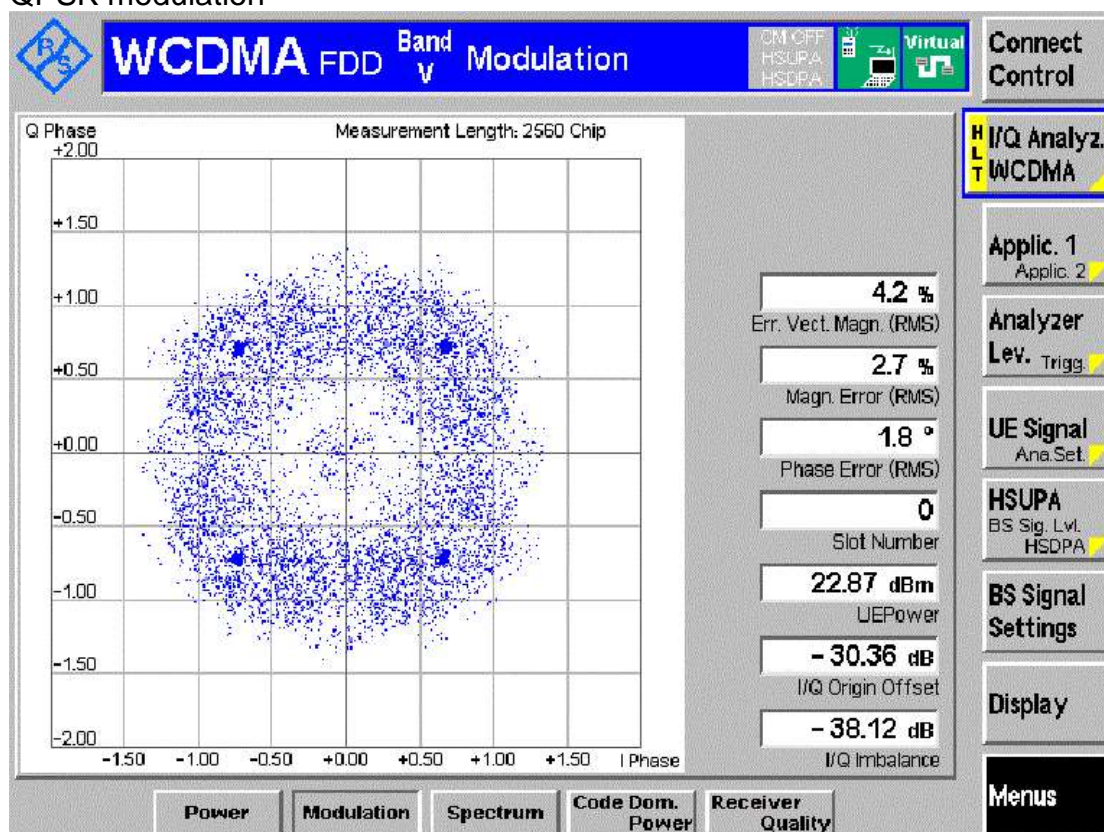 QPSK modulation
R S
WCDMA FDD Band V Modulation
CM OFF
HSUPA
HSDPA
Virtual
Connect
Control
Q Phase
Measurement Length: 2560 Chip
+2.00
+1.50
+1.00
+0.50
+0.00
-0.50
-1.00
-1.50
-2.00
-1.50 -1.00 -0.50 +0.00 +0.50 +1.00 +1.50 I Phase
4.2 %
Err. Vect. Magn. (RMS)
2.7 %
Magn. Error (RMS)
1.8 °
Phase Error (RMS)
0
Slot Number
22.87 dBm
UEPower
- 30.36 dB
I/Q Origin Offset
- 38.12 dB
I/Q Imbalance
HLT
I/Q Analyz.
WCDMA
Applic. 1
Applic. 2
Analyzer
Lev. Trigg.
UE Signal
Ana.Set.
HSUPA
BS Sig. Lvl.
HSDPA
BS Signal
Settings
Display
Menus
Power
Modulation
Spectrum
Code Dom.
Power
Receiver
Quality